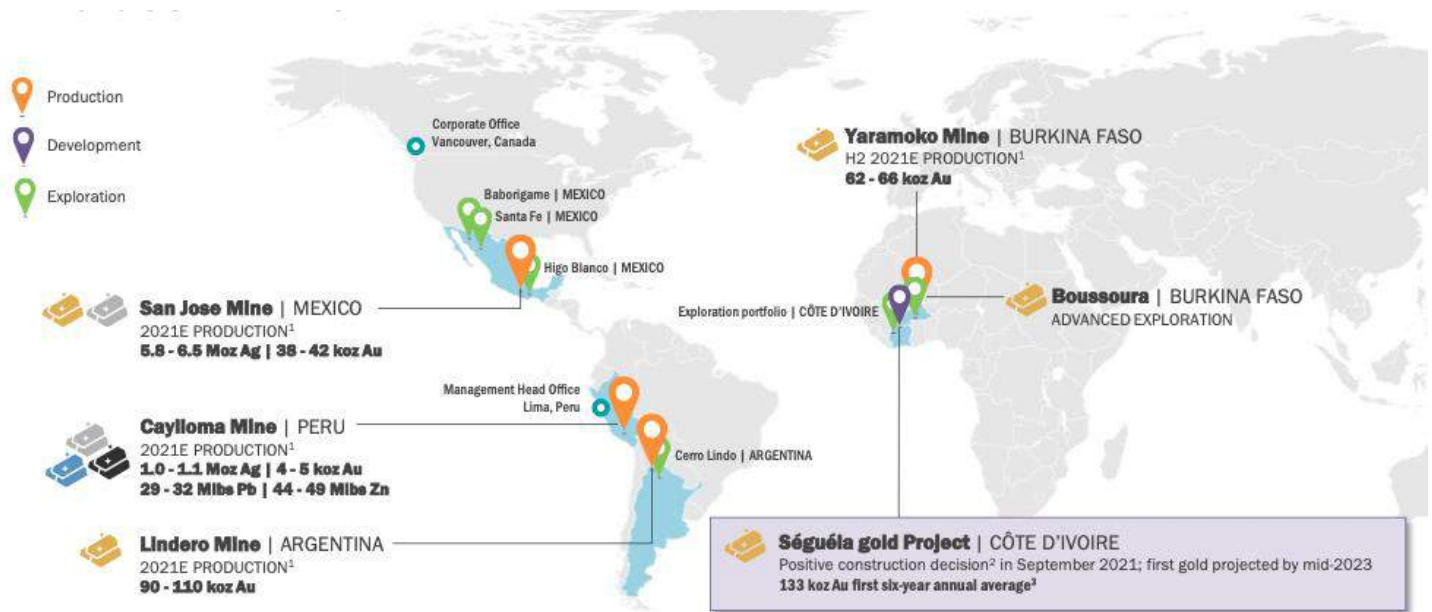 Production
Development
Exploration
Corporate Office
Vancouver, Canada
Baborigame | MEXICO
Santa Fe | MEXICO
Higo Blanco | MEXICO
San Jose Mine | MEXICO
2021E PRODUCTION¹
5.8 - 6.5 Moz Ag | 38 - 42 koz Au
Management Head Office
Lima, Peru
Caylloma Mine | PERU
2021E PRODUCTION¹
1.0 - 1.1 Moz Ag | 4 - 5 koz Au
29 - 32 Mlbs Pb | 44 - 49 Mlbs Zn
Cerro Lindo | ARGENTINA
Lindero Mine | ARGENTINA
2021E PRODUCTION¹
90 - 110 koz Au
Yaramoko Mine | BURKINA FASO
H2 2021E PRODUCTION¹
62 - 66 koz Au
Boussoura | BURKINA FASO
ADVANCED EXPLORATION
Exploration portfolio | CÔTE D'IVOIRE
Séguéla gold Project | CÔTE D'IVOIRE
Positive construction decision² in September 2021; first gold projected by mid-2023
133 koz Au first six-year annual average³